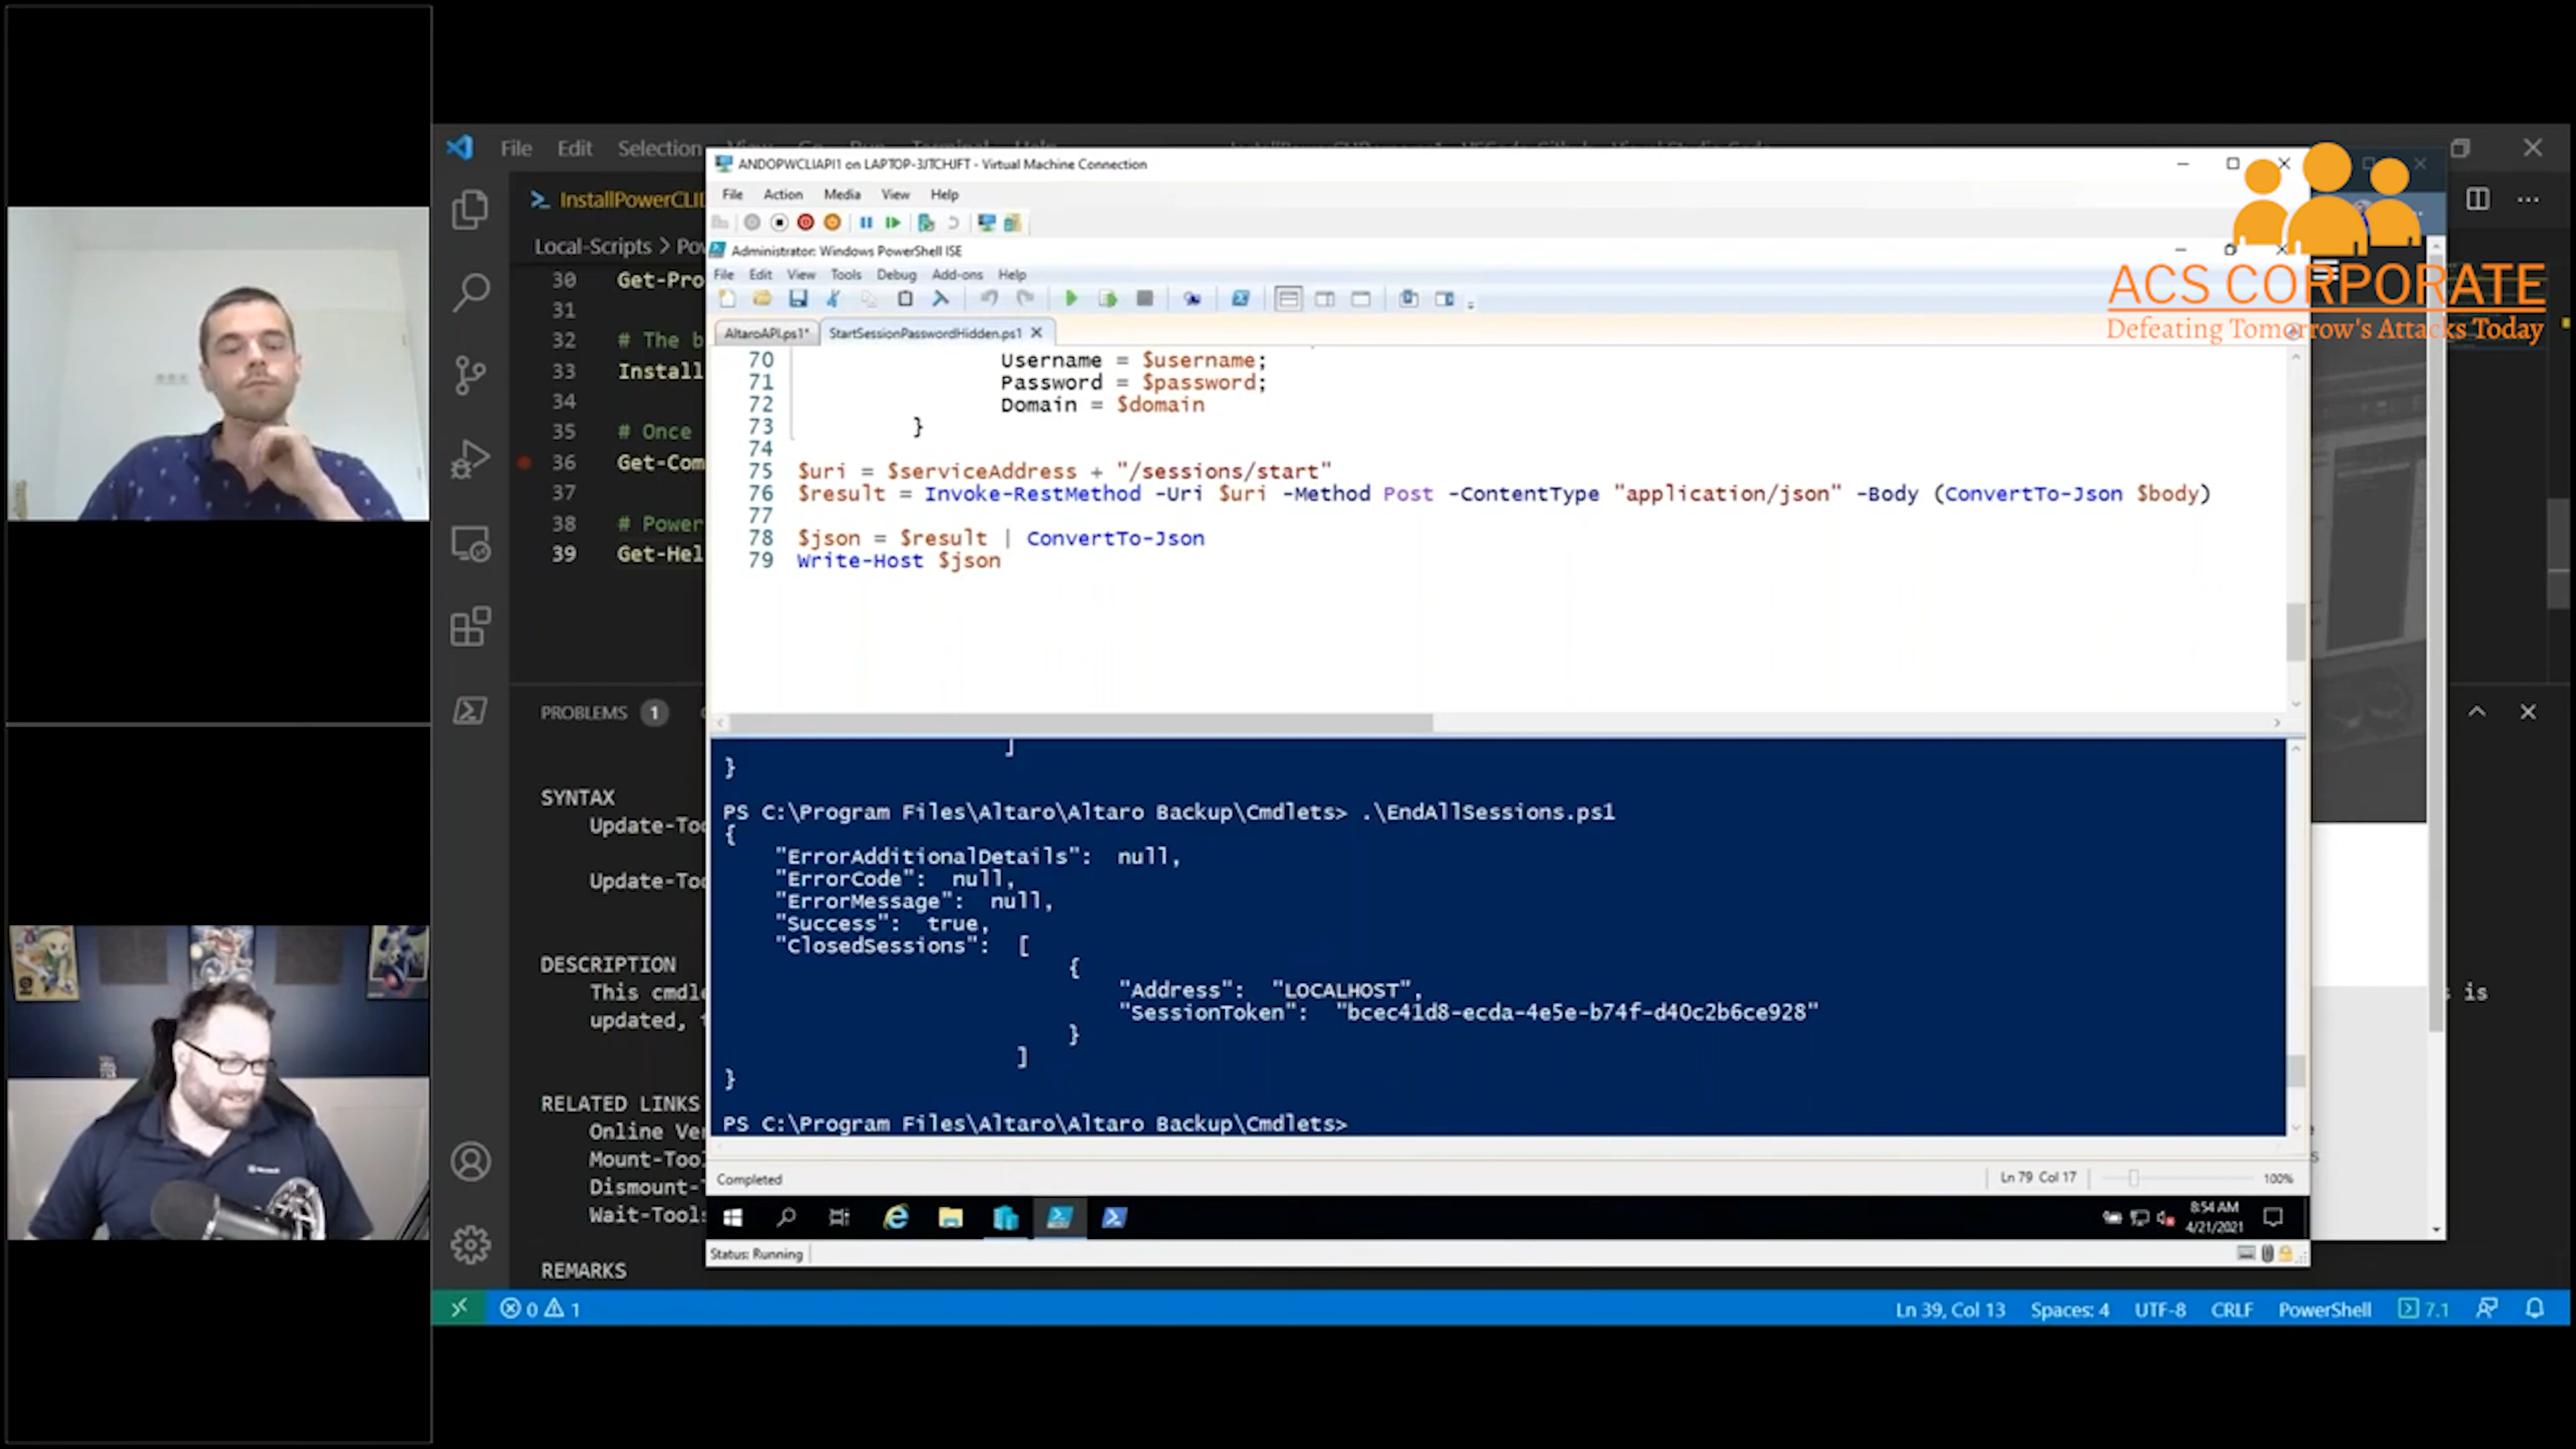 File Edit Selection
InstallPowerCLI
Local-Scripts >
30 Get-Pro
31
32 # The b
33 Install
34
35 # Once
36 Get-Com
37
38 # Power
39 Get-Hel
PROBLEMS 1
SYNTAX
Update-Too
Update-Too
DESCRIPTION
This cmdle
updated,
RELATED LINKS
Online Ver
Mount-Tool
Dismount-
Wait-Tools
REMARKS
is
0 1
Ln 39, Col 13 Spaces: 4 UTF-8 CRLF PowerShell 7.1
ANDOPWCLIAPI1 on LAPTOP-3JTCHJFT - Virtual Machine Connection
File Action Media View Help
Administrator: Windows PowerShell ISE
File Edit View Tools Debug Add-ons Help
AltaroAPI.ps1* StartSessionPasswordHidden.ps1
70 Username = $username;
71 Password = $password;
72 Domain = $domain
73 }
74
75 $uri = $serviceAddress + "/sessions/start"
76 $result = Invoke-RestMethod -Uri $uri -Method Post -ContentType "application/json" -Body (ConvertTo-Json $body)
77
78 $json = $result | ConvertTo-Json
79 Write-Host $json
]
}
PS C:\Program Files\Altaro\Altaro Backup\Cmdlets> .\EndAllSessions.ps1
{
"ErrorAdditionalDetails": null,
"ErrorCode": null,
"ErrorMessage": null,
"Success": true,
"ClosedSessions": [
{
"Address": "LOCALHOST",
"SessionToken": "bcec41d8-ecda-4e5e-b74f-d40c2b6ce928"
}
]
}
PS C:\Program Files\Altaro\Altaro Backup\Cmdlets>
Completed
Ln 79 Col 17 100%
8:54 AM
4/21/2021
Status: Running
ACS CORPORATE
Defeating Tomorrow's Attacks Today